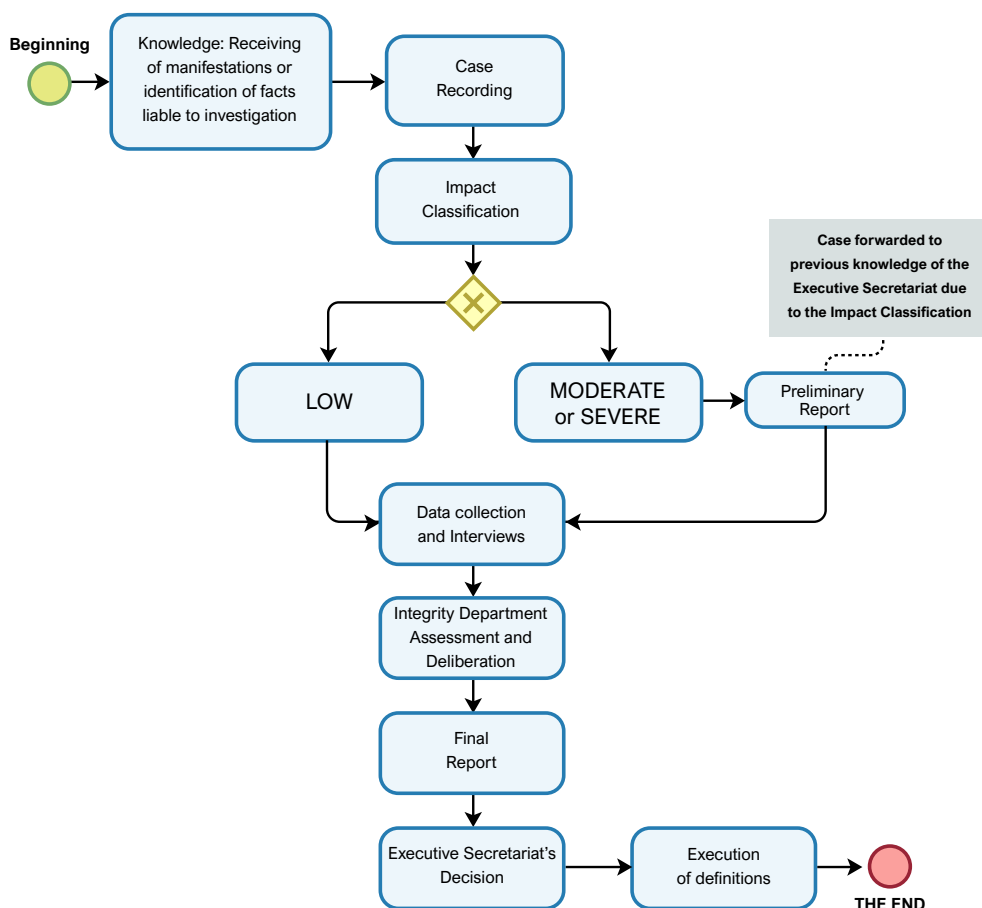 Beginning
Knowledge: Receiving
of manifestations or
identification of facts
liable to investigation
Case
Recording
Impact
Classification
Case forwarded to
previous knowledge of the
Executive Secretariat due
to the Impact Classification
LOW
MODERATE
or SEVERE
Preliminary
Report
Data collection
and Interviews
Integrity Department
Assessment and
Deliberation
Final
Report
Executive Secretariat's
Decision
Execution
of definitions
THE END